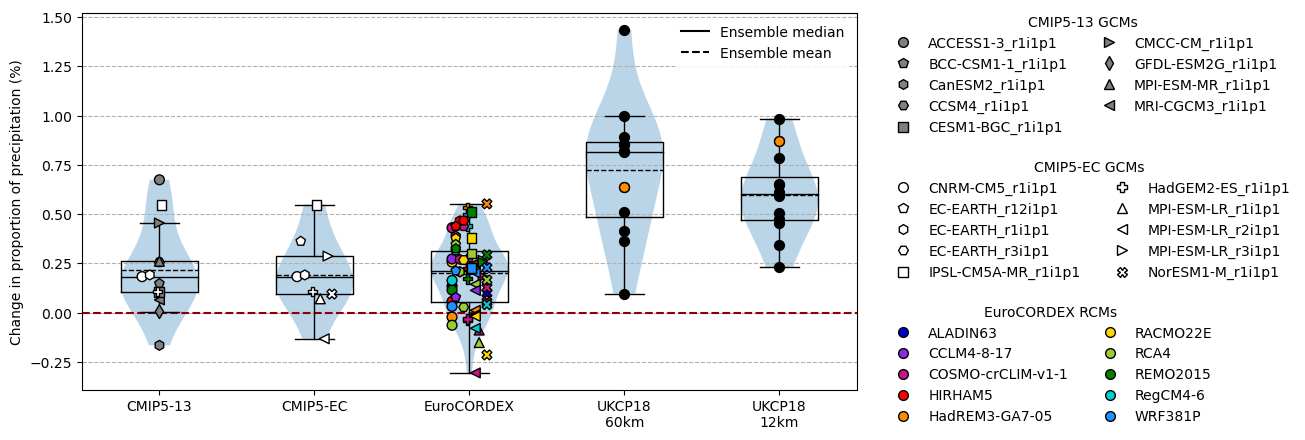 Change in proportion of precipitation (%)
1.50
1.25
1.00
0.75
0.50
0.25
0.00
−0.25
Ensemble median
Ensemble mean
CMIP5-13
CMIP5-EC
EuroCORDEX
UKCP18
60km
UKCP18
12km
CMIP5-13 GCMs
ACCESS1-3_r1i1p1
BCC-CSM1-1_r1i1p1
CanESM2_r1i1p1
CCSM4_r1i1p1
CESM1-BGC_r1i1p1
CMCC-CM_r1i1p1
GFDL-ESM2G_r1i1p1
MPI-ESM-MR_r1i1p1
MRI-CGCM3_r1i1p1
CMIP5-EC GCMs
CNRM-CM5_r1i1p1
EC-EARTH_r12i1p1
EC-EARTH_r1i1p1
EC-EARTH_r3i1p1
IPSL-CM5A-MR_r1i1p1
HadGEM2-ES_r1i1p1
MPI-ESM-LR_r1i1p1
MPI-ESM-LR_r2i1p1
MPI-ESM-LR_r3i1p1
NorESM1-M_r1i1p1
EuroCORDEX RCMs
ALADIN63
CCLM4-8-17
COSMO-crCLIM-v1-1
HIRHAM5
HadREM3-GA7-05
RACMO22E
RCA4
REMO2015
RegCM4-6
WRF381P